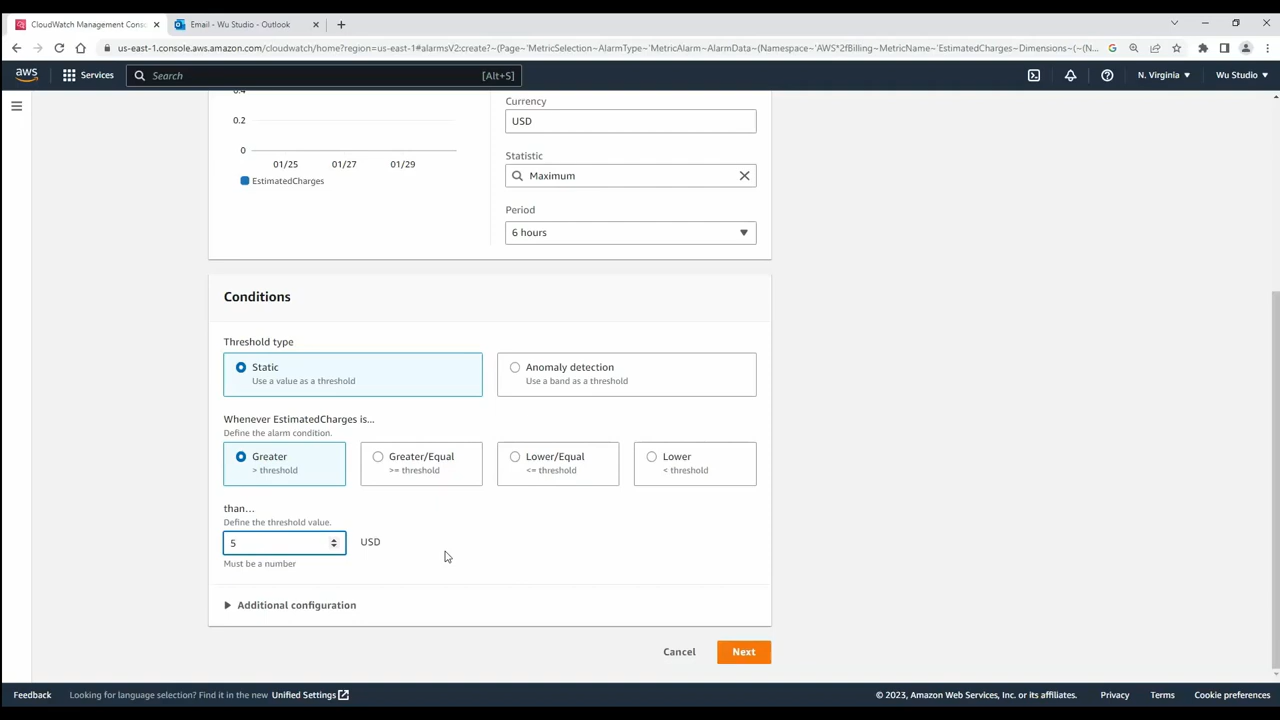 CloudWatch Management Conso
Email - Wu Studio - Outlook
us-east-1.console.aws.amazon.com/cloudwatch/home?region=us-east-1#alarmsV2:create?~(Page~'MetricSelection~AlarmType~'MetricAlarm~AlarmData~(Namespace~'AWS*2fBilling~MetricName~'EstimatedCharges~Dimensions~(~(N...
aws
Services
Search
[Alt+S]
N. Virginia
Wu Studio
0.4
0.2
0
01/25
01/27
01/29
EstimatedCharges
Currency
USD
Statistic
Maximum
Period
6 hours
Conditions
Threshold type
Static
Use a value as a threshold
Anomaly detection
Use a band as a threshold
Whenever EstimatedCharges is...
Define the alarm condition.
Greater
> threshold
Greater/Equal
>= threshold
Lower/Equal
<= threshold
Lower
< threshold
than...
Define the threshold value.
5
USD
Must be a number
Additional configuration
Cancel
Next
Feedback
Looking for language selection? Find it in the new Unified Settings
© 2023, Amazon Web Services, Inc. or its affiliates.
Privacy
Terms
Cookie preferences